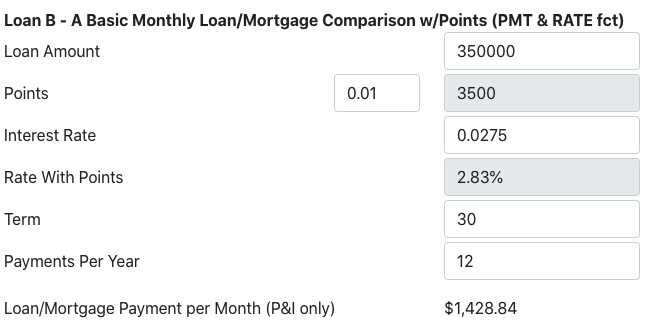 Loan B - A Basic Monthly Loan/Mortgage Comparison w/Points (PMT & RATE fct)
Loan Amount 350000
Points 0.01 3500
Interest Rate 0.0275
Rate With Points 2.83%
Term 30
Payments Per Year 12
Loan/Mortgage Payment per Month (P&I only) $1,428.84